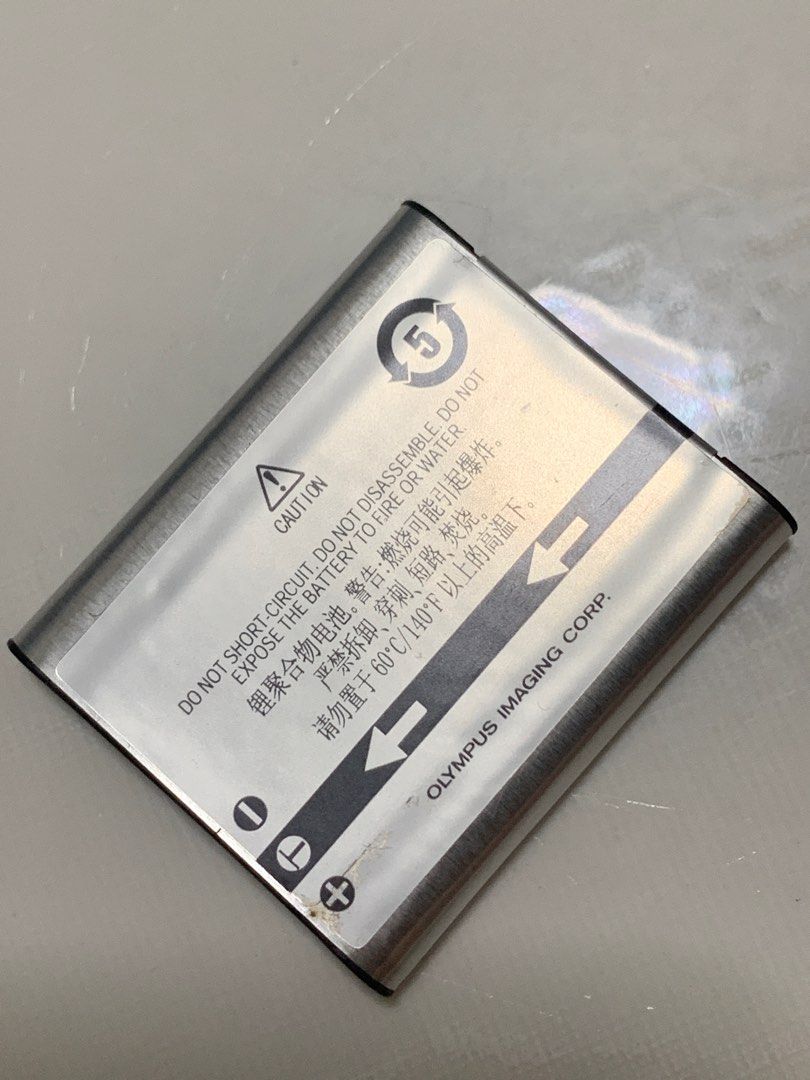 5
CAUTION
DO NOT SHORT-CIRCUIT. DO NOT DISASSEMBLE. DO NOT
EXPOSE THE BATTERY TO FIRE OR WATER.
锂聚合物电池。警告:燃烧可能引起爆炸。
严禁拆卸、穿刺、短路、焚烧。
请勿置于 60°C/140°F 以上的高温下。
OLYMPUS IMAGING CORP.
− T +